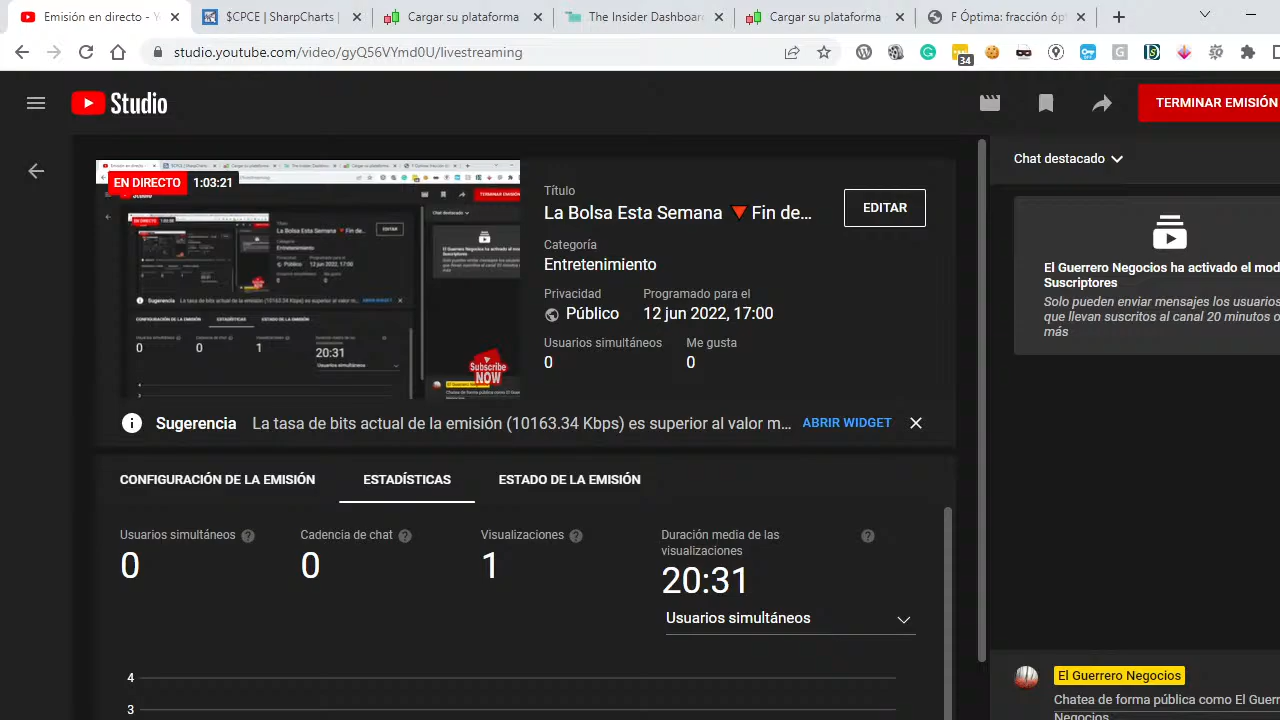 Emisión en directo - Y
$CPCE | SharpCharts |
Cargar su plataforma
The Insider Dashboard
Cargar su plataforma
F Óptima: fracción óp
studio.youtube.com/video/gyQ56VYmd0U/livestreaming
34
Studio
TERMINAR EMISIÓN
EN DIRECTO 1:03:21
Título
La Bolsa Esta Semana 🔻Fin de...
EDITAR
Categoría
Entretenimiento
Privacidad Programado para el
Público 12 jun 2022, 17:00
Usuarios simultáneos Me gusta
0 0
Subscribe
NOW
Sugerencia La tasa de bits actual de la emisión (10163.34 Kbps) es superior al valor m... ABRIR WIDGET
CONFIGURACIÓN DE LA EMISIÓN ESTADÍSTICAS ESTADO DE LA EMISIÓN
Usuarios simultáneos Cadencia de chat Visualizaciones Duración media de las
visualizaciones
0 0 1 20:31
Usuarios simultáneos
4
3
Chat destacado
El Guerrero Negocios ha activado el mod
Suscriptores
Solo pueden enviar mensajes los usuarios
que llevan suscritos al canal 20 minutos o
más
El Guerrero Negocios
Chatea de forma pública como El Guerr
Negocios